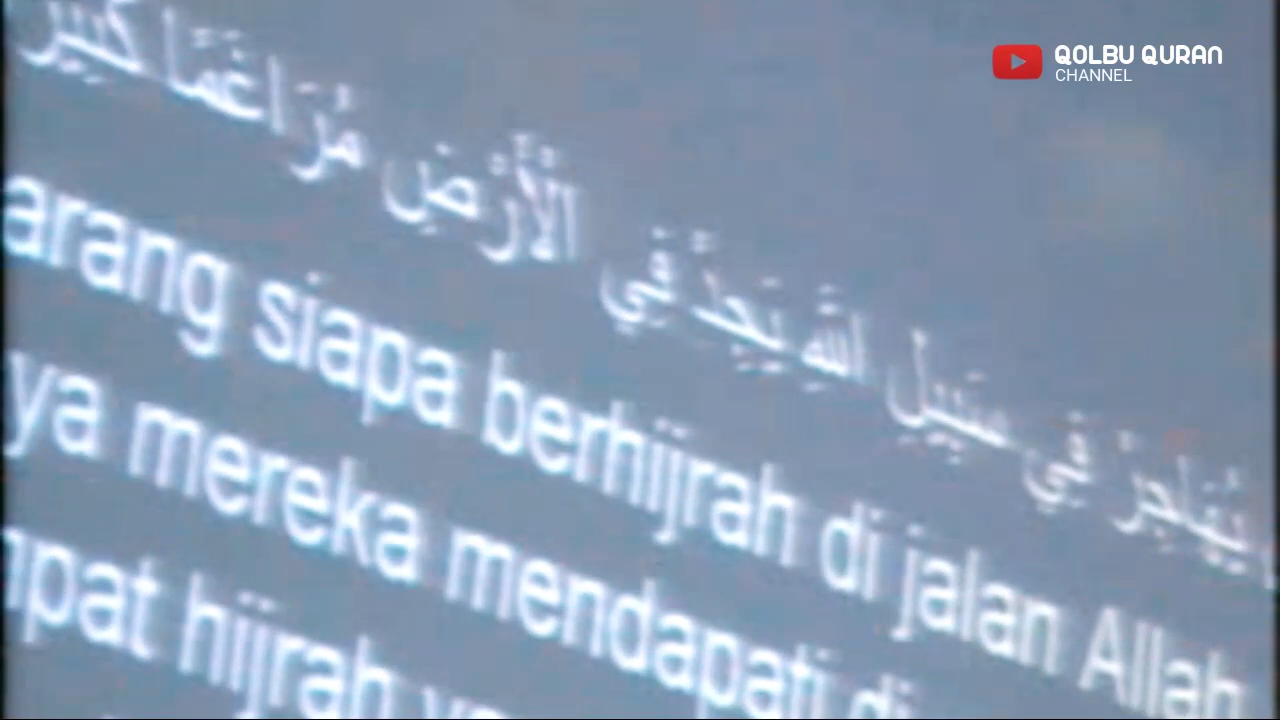 QOLBU QURAN
CHANNEL
يُهَاجِرْ فِي سَبِيلِ اللَّهِ يَجِدْ فِي الْأَرْضِ مُرَاغَمًا كَثِيرً
arang siapa berhijrah di jalan Allah
ya mereka mendapati di
mpat hijrah